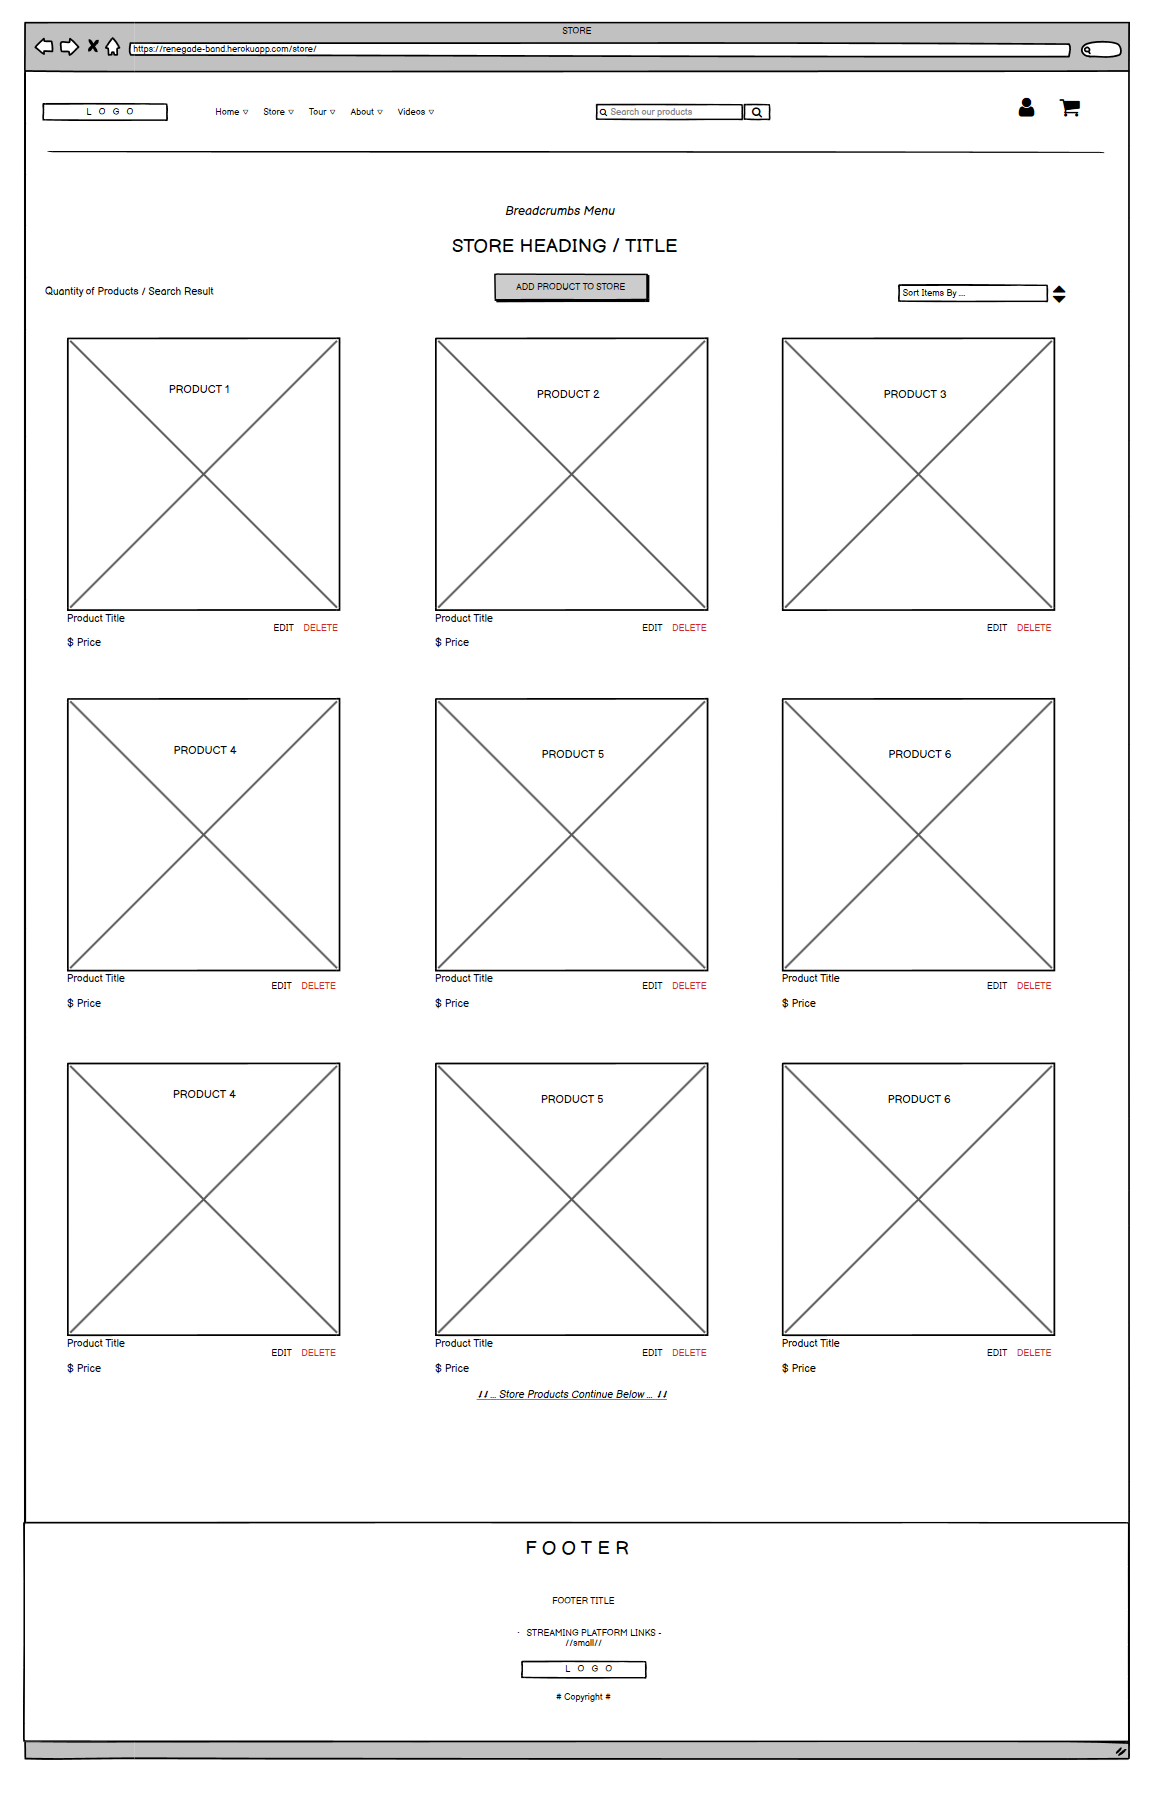 STORE
https://renegade-band.herokuapp.com/store/
LOGO
Home Store Tour About Videos
Search our products
Breadcrumbs Menu
STORE HEADING / TITLE
Quantity of Products / Search Result
ADD PRODUCT TO STORE
Sort Items By ...
PRODUCT 1
PRODUCT 2
PRODUCT 3
Product Title
EDIT DELETE
$ Price
Product Title
EDIT DELETE
$ Price
EDIT DELETE
PRODUCT 4
PRODUCT 5
PRODUCT 6
Product Title
EDIT DELETE
$ Price
Product Title
EDIT DELETE
$ Price
Product Title
EDIT DELETE
$ Price
PRODUCT 4
PRODUCT 5
PRODUCT 6
Product Title
EDIT DELETE
$ Price
Product Title
EDIT DELETE
$ Price
Product Title
EDIT DELETE
$ Price
↓↓ ... Store Products Continue Below ... ↓↓
FOOTER
FOOTER TITLE
- STREAMING PLATFORM LINKS -
//small//
LOGO
# Copyright #